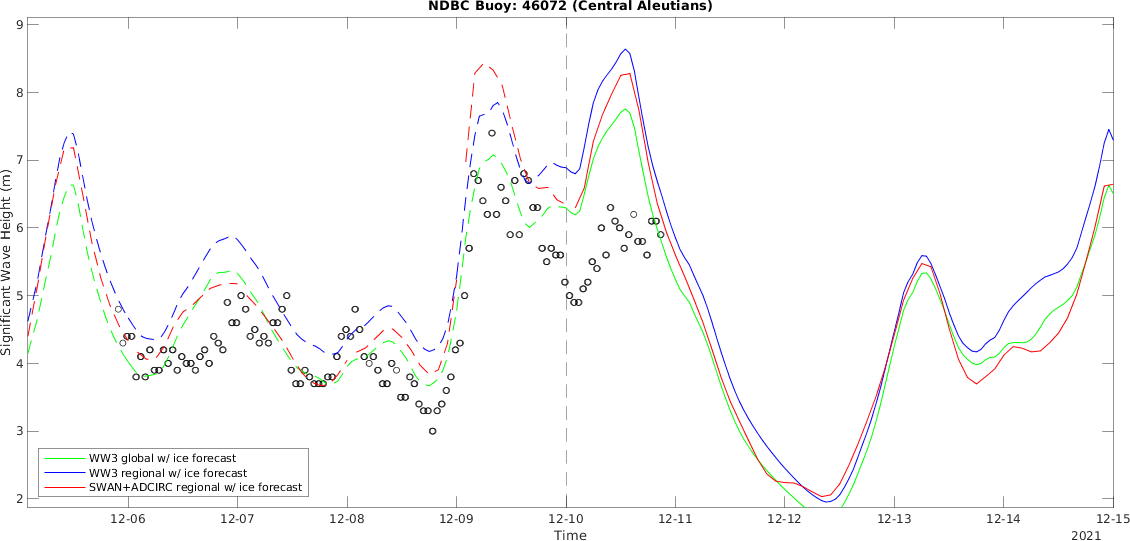 NDBC Buoy: 46072 (Central Aleutians)
9
8
7
6
5
4
3
2
Significant Wave Height (m)
WW3 global w/ ice forecast
WW3 regional w/ ice forecast
SWAN+ADCIRC regional w/ ice forecast
12-06 12-07 12-08 12-09 12-10 12-11 12-12 12-13 12-14 12-15
Time
2021